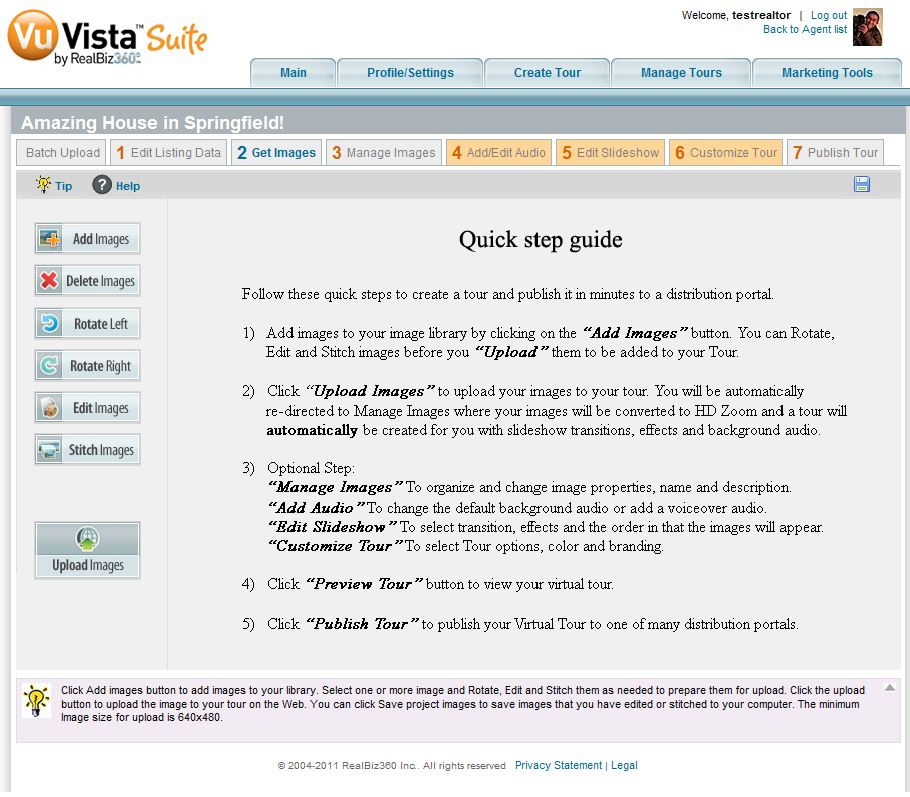 Vu Vista™ Suite
by RealBiz360
Welcome, testrealtor | Log out
Back to Agent list
Main Profile/Settings Create Tour Manage Tours Marketing Tools
Amazing House in Springfield!
Batch Upload 1 Edit Listing Data 2 Get Images 3 Manage Images 4 Add/Edit Audio 5 Edit Slideshow 6 Customize Tour 7 Publish Tour
Tip ? Help
Add Images
Delete Images
Rotate Left
Rotate Right
Edit Images
Stitch Images
Upload Images
Quick step guide
Follow these quick steps to create a tour and publish it in minutes to a distribution portal.
1) Add images to your image library by clicking on the “Add Images” button. You can Rotate,
Edit and Stitch images before you “Upload” them to be added to your Tour.
2) Click “Upload Images” to upload your images to your tour. You will be automatically
re-directed to Manage Images where your images will be converted to HD Zoom and a tour will
automatically be created for you with slideshow transitions, effects and background audio.
3) Optional Step:
“Manage Images” To organize and change image properties, name and description.
“Add Audio” To change the default background audio or add a voiceover audio.
“Edit Slideshow” To select transition, effects and the order in that the images will appear.
“Customize Tour” To select Tour options, color and branding.
4) Click “Preview Tour” button to view your virtual tour.
5) Click “Publish Tour” to publish your Virtual Tour to one of many distribution portals.
Click Add images button to add images to your library. Select one or more image and Rotate, Edit and Stitch them as needed to prepare them for upload. Click the upload
button to upload the image to your tour on the Web. You can click Save project images to save images that you have edited or stitched to your computer. The minimum
Image size for upload is 640x480.
© 2004-2011 RealBiz360 Inc.. All rights reserved Privacy Statement | Legal